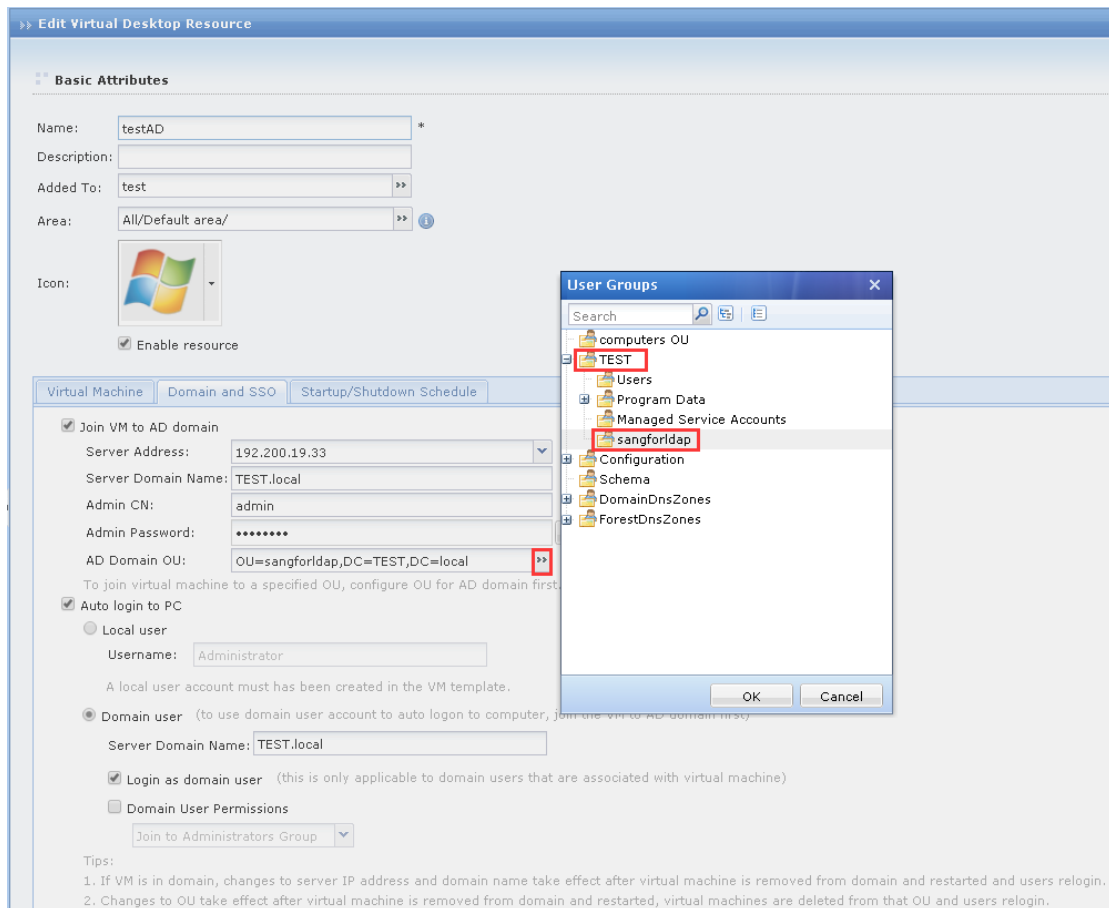 Edit Virtual Desktop Resource
Basic Attributes
Name: testAD *
Description:
Added To: test
Area: All/Default area/
Icon:
Enable resource
Virtual Machine Domain and SSO Startup/Shutdown Schedule
Join VM to AD domain
Server Address: 192.200.19.33
Server Domain Name: TEST.local
Admin CN: admin
Admin Password: ••••••••
AD Domain OU: OU=sangforldap,DC=TEST,DC=local
To join virtual machine to a specified OU, configure OU for AD domain first.
Auto login to PC
Local user
Username: Administrator
A local user account must has been created in the VM template.
Domain user (to use domain user account to auto logon to computer, join the VM to AD domain first)
Server Domain Name: TEST.local
Login as domain user (this is only applicable to domain users that are associated with virtual machine)
Domain User Permissions
Join to Administrators Group
Tips:
1. If VM is in domain, changes to server IP address and domain name take effect after virtual machine is removed from domain and restarted and users relogin.
2. Changes to OU take effect after virtual machine is removed from domain and restarted, virtual machines are deleted from that OU and users relogin.
User Groups
Search
computers OU
TEST
Users
Program Data
Managed Service Accounts
sangforldap
Configuration
Schema
DomainDnsZones
ForestDnsZones
OK Cancel